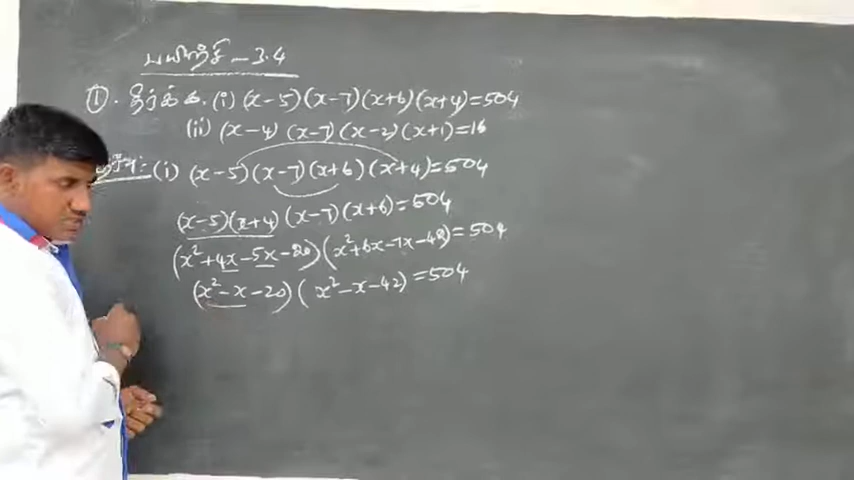 பயிற்சி - 3.4
①. தீர்க்க. (i) (x-5)(x-7)(x+6)(x+4)=504
(ii) (x-4) (x-7)(x-2)(x+1)=16
(i) (x-5)(x-7)(x+6)(x+4)=504
(x-5)(x+4)(x-7)(x+6)=504
(x²+4x-5x-20)(x²+6x-7x-42)=504
(x²-x-20)(x²-x-42)=504